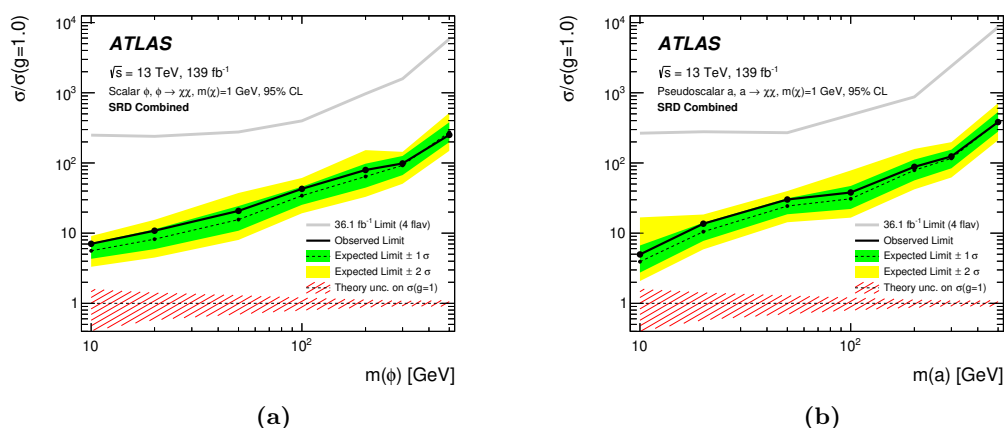 σ/σ(g=1.0)
10⁴
10³
10²
10
1
ATLAS
√s = 13 TeV, 139 fb⁻¹
Scalar ϕ, ϕ → χχ, m(χ)=1 GeV, 95% CL
SRD Combined
36.1 fb⁻¹ Limit (4 flav)
Observed Limit
Expected Limit ± 1 σ
Expected Limit ± 2 σ
Theory unc. on σ(g=1)
10
10²
m(ϕ) [GeV]
(a)
σ/σ(g=1.0)
10⁴
10³
10²
10
1
ATLAS
√s = 13 TeV, 139 fb⁻¹
Pseudoscalar a, a → χχ, m(χ)=1 GeV, 95% CL
SRD Combined
36.1 fb⁻¹ Limit (4 flav)
Observed Limit
Expected Limit ± 1 σ
Expected Limit ± 2 σ
Theory unc. on σ(g=1)
10
10²
m(a) [GeV]
(b)